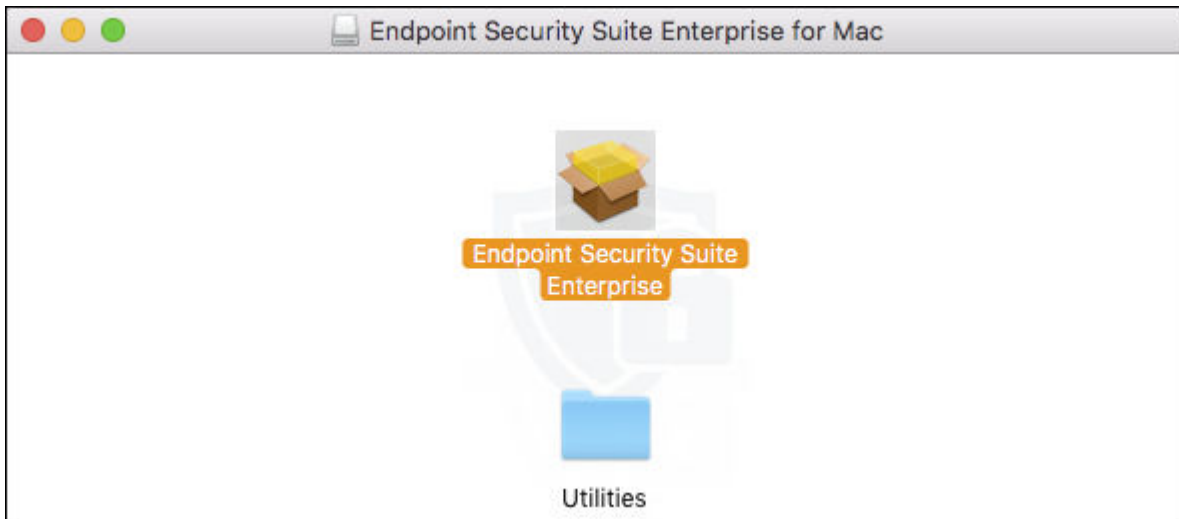 Endpoint Security Suite Enterprise for Mac
Endpoint Security Suite
Enterprise
Utilities